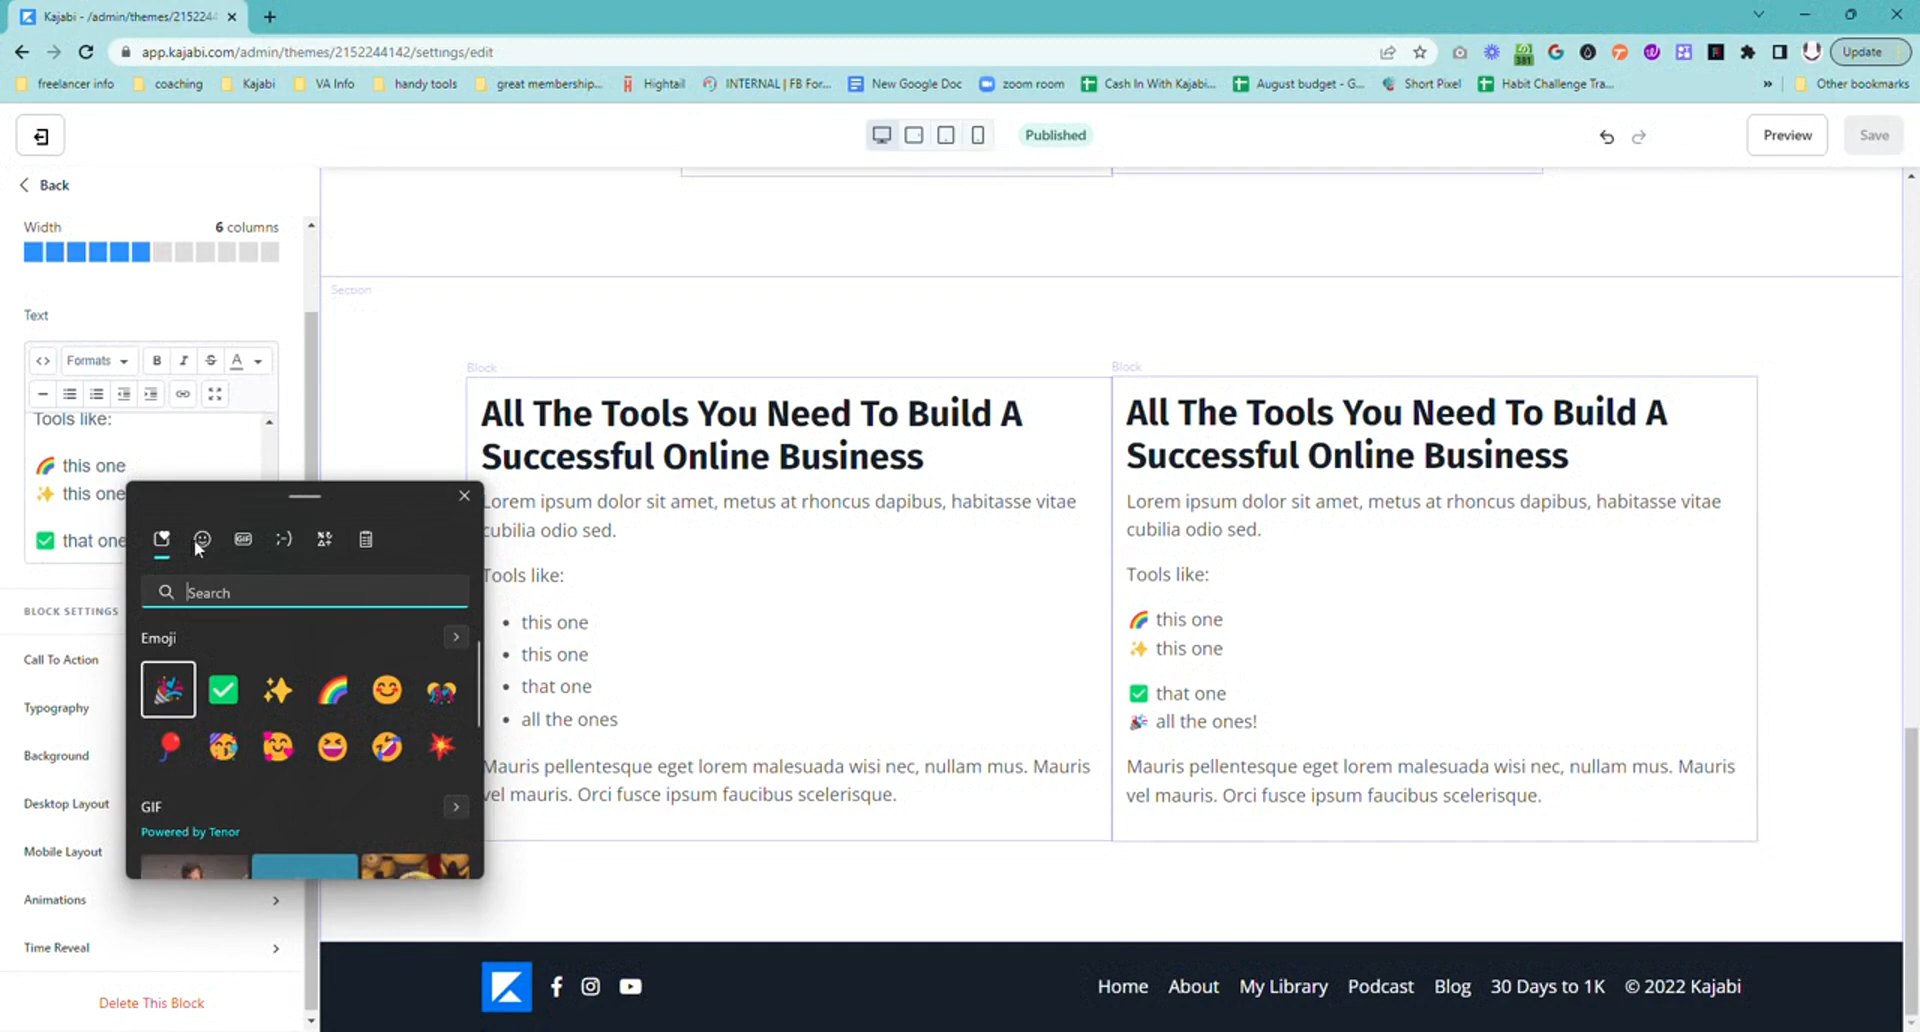 Kajabi - /admin/themes/2152244
app.kajabi.com/admin/themes/2152244142/settings/edit
381
Update
freelancer info
coaching
Kajabi
VA Info
handy tools
great membership...
Hightail
INTERNAL | FB For...
New Google Doc
zoom room
Cash In With Kajabi...
August budget - G...
Short Pixel
Habit Challenge Tra...
»
Other bookmarks
Published
Preview
Save
Back
Width
6 columns
Text
Formats
B
I
S
A
Tools like:
🌈 this one
✨ this one
✅ that one
BLOCK SETTINGS
Call To Action
Typography
Background
Desktop Layout
Mobile Layout
Animations
Time Reveal
Delete This Block
GIF
;-)
Search
Emoji
GIF
Powered by Tenor
Section
Block
All The Tools You Need To Build A
Successful Online Business
Lorem ipsum dolor sit amet, metus at rhoncus dapibus, habitasse vitae
cubilia odio sed.
Tools like:
• this one
• this one
• that one
• all the ones
Mauris pellentesque eget lorem malesuada wisi nec, nullam mus. Mauris
vel mauris. Orci fusce ipsum faucibus scelerisque.
Block
All The Tools You Need To Build A
Successful Online Business
Lorem ipsum dolor sit amet, metus at rhoncus dapibus, habitasse vitae
cubilia odio sed.
Tools like:
🌈 this one
✨ this one
✅ that one
🎉 all the ones!
Mauris pellentesque eget lorem malesuada wisi nec, nullam mus. Mauris
vel mauris. Orci fusce ipsum faucibus scelerisque.
Home
About
My Library
Podcast
Blog
30 Days to 1K
© 2022 Kajabi